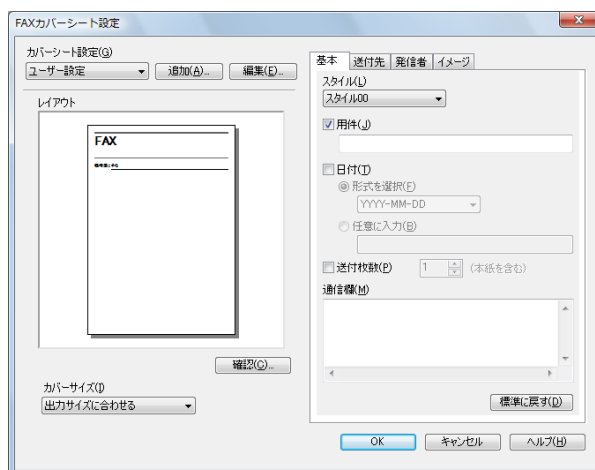 FAXカバーシート設定
カバーシート設定(G)
ユーザー設定 追加(A)... 編集(E)...
レイアウト
FAX
確認(C)...
カバーサイズ(I)
出力サイズに合わせる
基本 送付先 発信者 イメージ
スタイル(L)
スタイル00
用件(J)
日付(T)
形式を選択(F)
YYYY-MM-DD
任意に入力(B)
送付枚数(P) 1 (本紙を含む)
通信欄(M)
標準に戻す(D)
OK キャンセル ヘルプ(H)